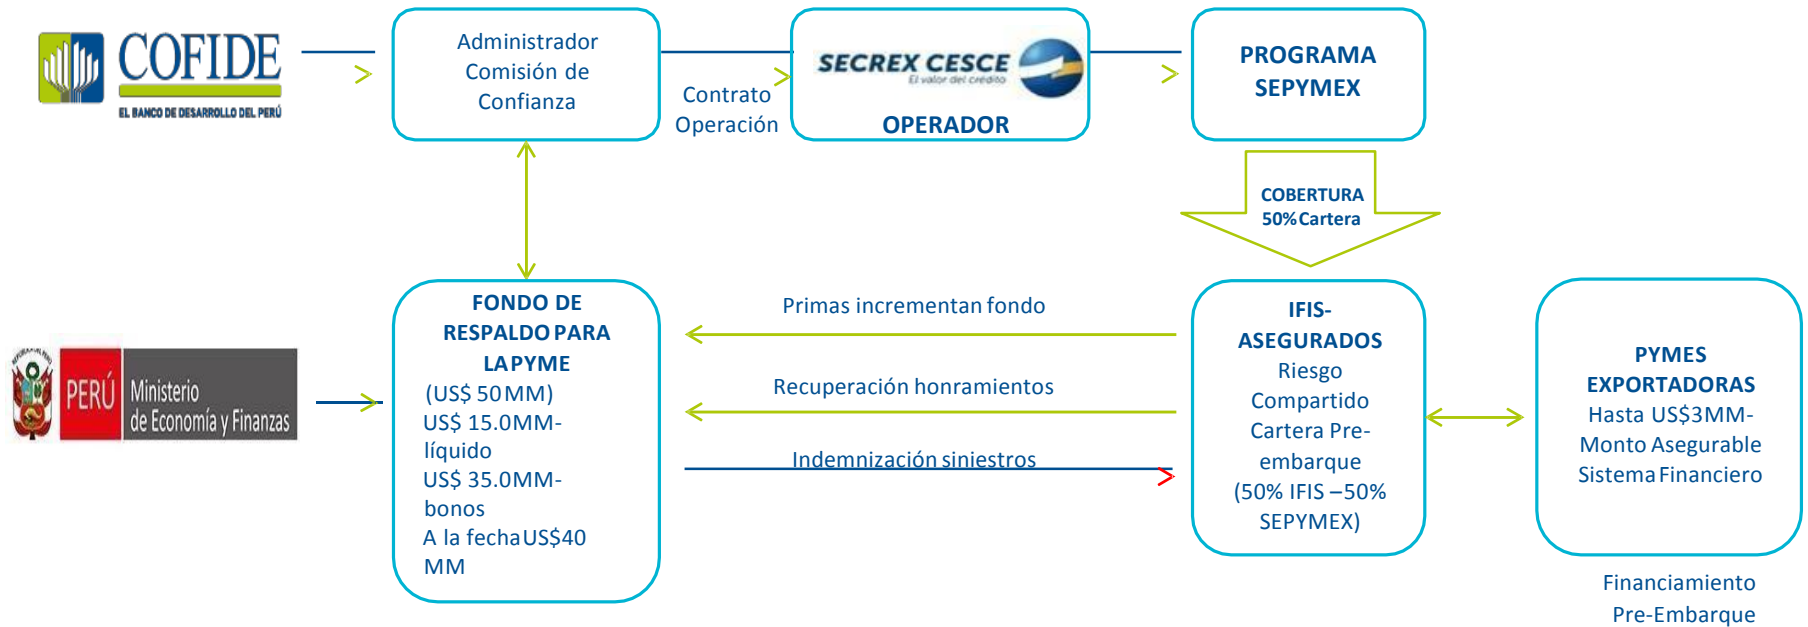 COFIDE
EL BANCO DE DESARROLLO DEL PERÚ
Administrador
Comisión de
Confianza
Contrato
Operación
SECREX CESCE
El valor del crédito
OPERADOR
PROGRAMA
SEPYMEX
COBERTURA
50% Cartera
REPUBLICA DEL PERU
PERÚ
Ministerio
de Economía y Finanzas
FONDO DE
RESPALDO PARA
LA PYME
(US$ 50 MM)
US$ 15.0MM-
líquido
US$ 35.0MM-
bonos
A la fecha US$40
MM
Primas incrementan fondo
Recuperación honramientos
Indemnización siniestros
IFIS-
ASEGURADOS
Riesgo
Compartido
Cartera Pre-
embarque
(50% IFIS –50%
SEPYMEX)
PYMES
EXPORTADORAS
Hasta US$3MM-
Monto Asegurable
Sistema Financiero
Financiamiento
Pre-Embarque